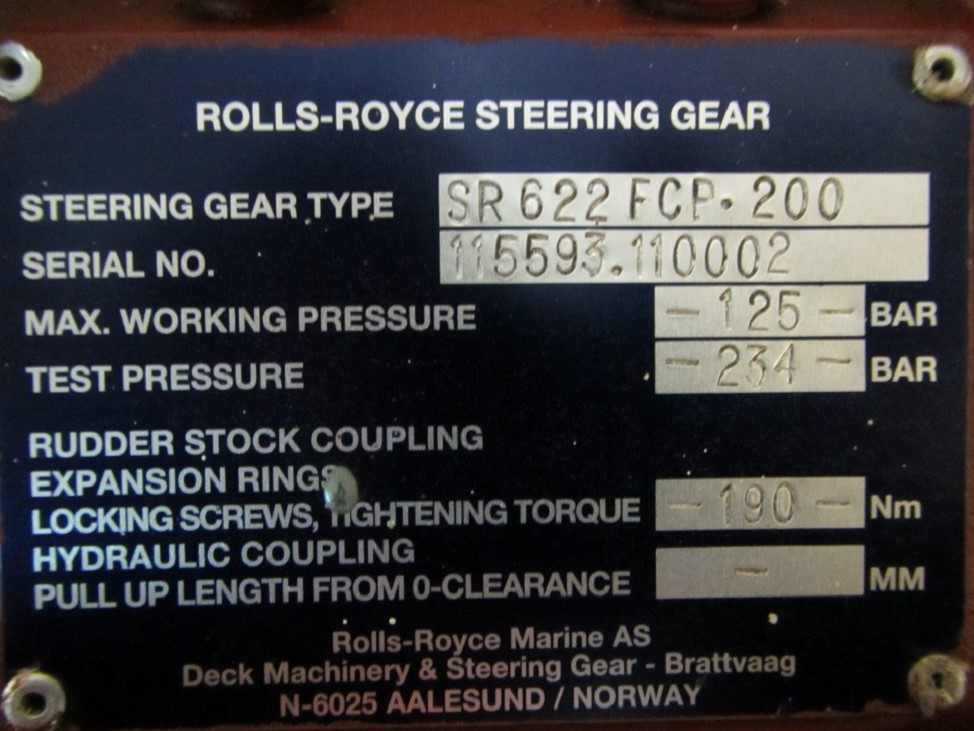 ROLLS-ROYCE STEERING GEAR
STEERING GEAR TYPE SR 622 FCP. 200
SERIAL NO. 115593.110002
MAX. WORKING PRESSURE - 125 - BAR
TEST PRESSURE - 234 - BAR
RUDDER STOCK COUPLING
EXPANSION RINGS
LOCKING SCREWS, TIGHTENING TORQUE - 190 - Nm
HYDRAULIC COUPLING
PULL UP LENGTH FROM 0-CLEARANCE - MM
Rolls-Royce Marine AS
Deck Machinery & Steering Gear - Brattvaag
N-6025 AALESUND / NORWAY